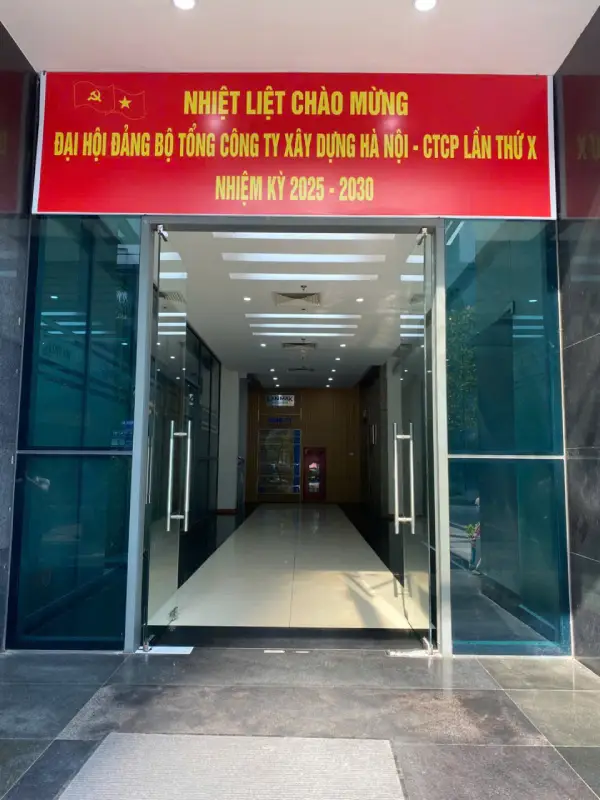 NHIỆT LIỆT CHÀO MỪNG
ĐẠI HỘI ĐẢNG BỘ TỔNG CÔNG TY XÂY DỰNG HÀ NỘI - CTCP LẦN THỨ X
NHIỆM KỲ 2025 - 2030